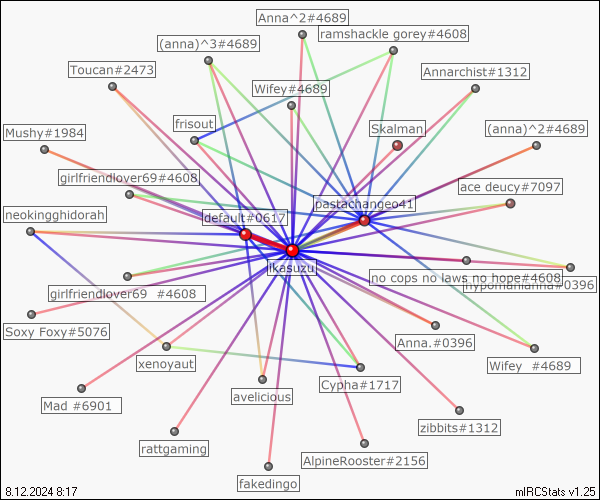 Anna^2#4689
ramshackle gorey#4608
(anna)^3#4689
Toucan#2473
Annarchist#1312
Wifey#4689
frisout
Skalman
(anna)^2#4689
Mushy#1984
girlfriendlover69#4608
ace deucy#7097
pastachangeo41
neokingghidorah
default#0617
ikasuzu
no cops no laws no hope#4608
hypomanianna#0396
girlfriendlover69  #4608
Soxy Foxy#5076
Anna.#0396
xenoyaut
Wifey  #4689
Cypha#1717
avelicious
Mad #6901
zibbits#1312
rattgaming
AlpineRooster#2156
fakedingo
8.12.2024 8:17
mIRCStats v1.25